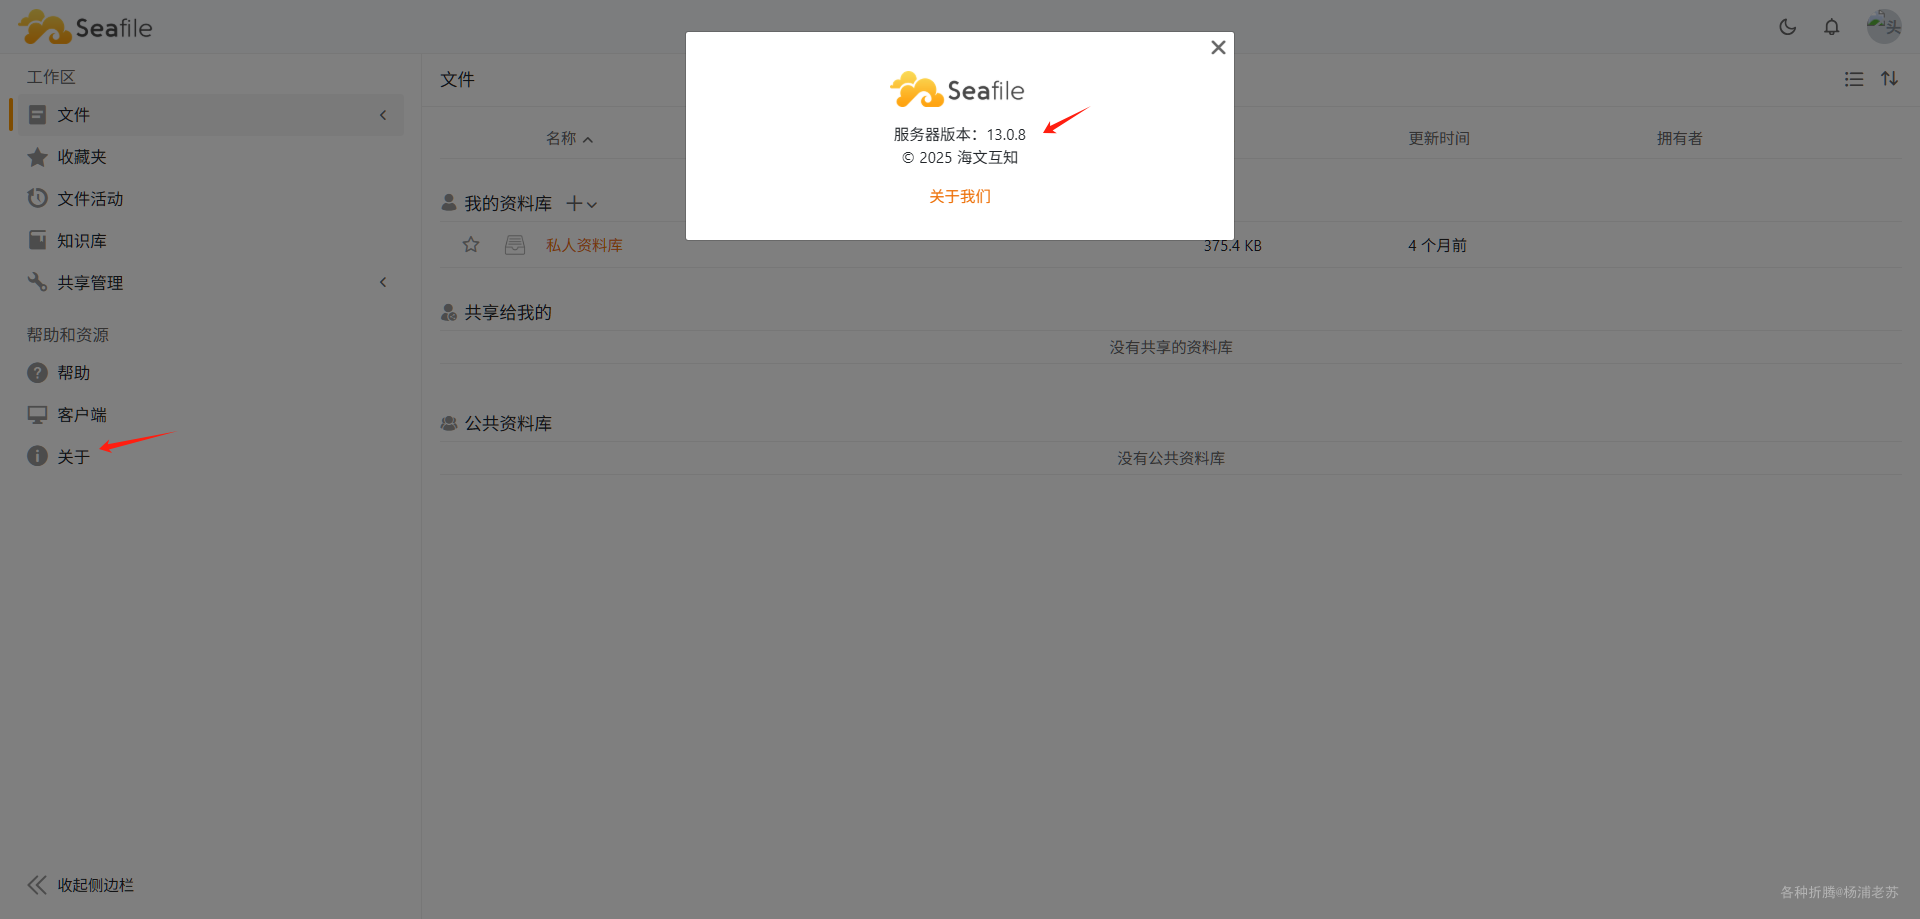 Seafile
头
工作区
文件
收藏夹
文件活动
知识库
共享管理
帮助和资源
帮助
客户端
关于
收起侧边栏
文件
名称
更新时间
拥有者
我的资料库
私人资料库
375.4 KB
4 个月前
共享给我的
没有共享的资料库
公共资料库
没有公共资料库
Seafile
服务器版本：13.0.8
© 2025 海文互知
关于我们
各种折腾@杨浦老苏